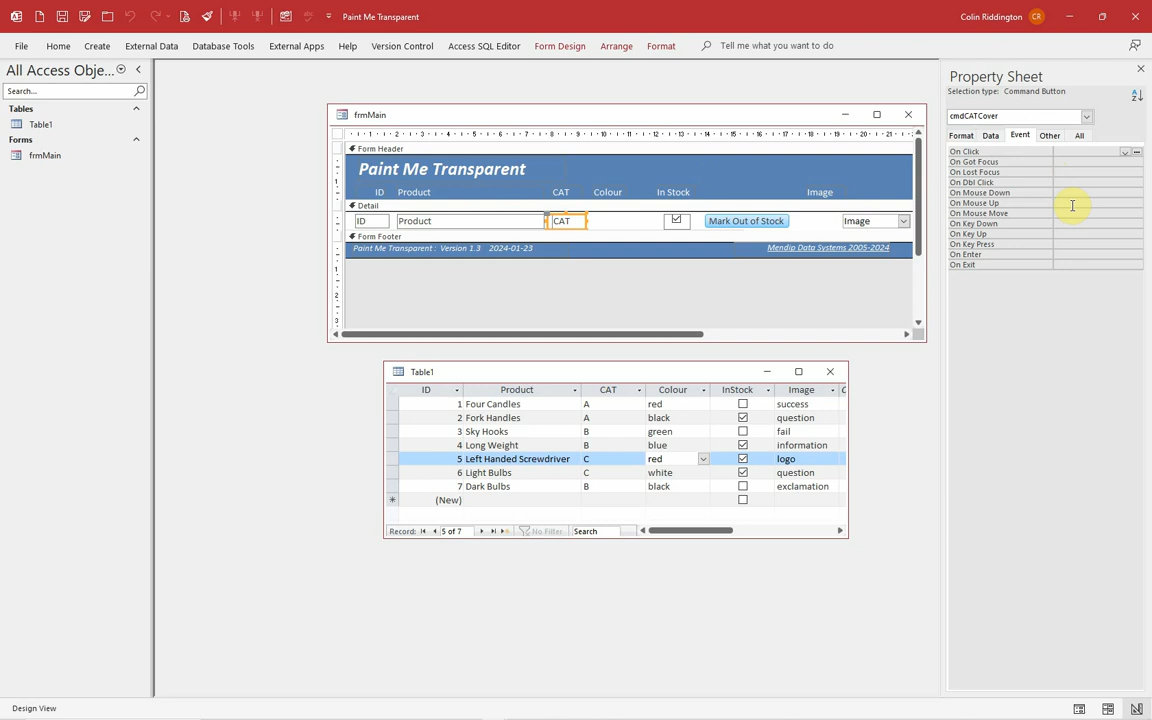 Paint Me Transparent
Colin Riddington CR
File Home Create External Data Database Tools External Apps Help Version Control Access SQL Editor Form Design Arrange Format Tell me what you want to do
All Access Obje...
Search...
Tables
Table1
Forms
frmMain
frmMain
Form Header
Paint Me Transparent
ID Product CAT Colour In Stock Image
Detail
ID Product CAT Mark Out of Stock Image
Form Footer
Paint Me Transparent : Version 1.3 2024-01-23 Mendip Data Systems 2005-2024
Table1
ID Product CAT Colour InStock Image
1 Four Candles A red success
2 Fork Handles A black question
3 Sky Hooks B green fail
4 Long Weight B blue information
5 Left Handed Screwdriver C red logo
6 Light Bulbs C white question
7 Dark Bulbs B black exclamation
(New)
Record: 5 of 7 No Filter Search
Property Sheet
Selection type: Command Button
cmdCATCover
Format Data Event Other All
On Click
On Got Focus
On Lost Focus
On Dbl Click
On Mouse Down
On Mouse Up
On Mouse Move
On Key Down
On Key Up
On Key Press
On Enter
On Exit
Design View